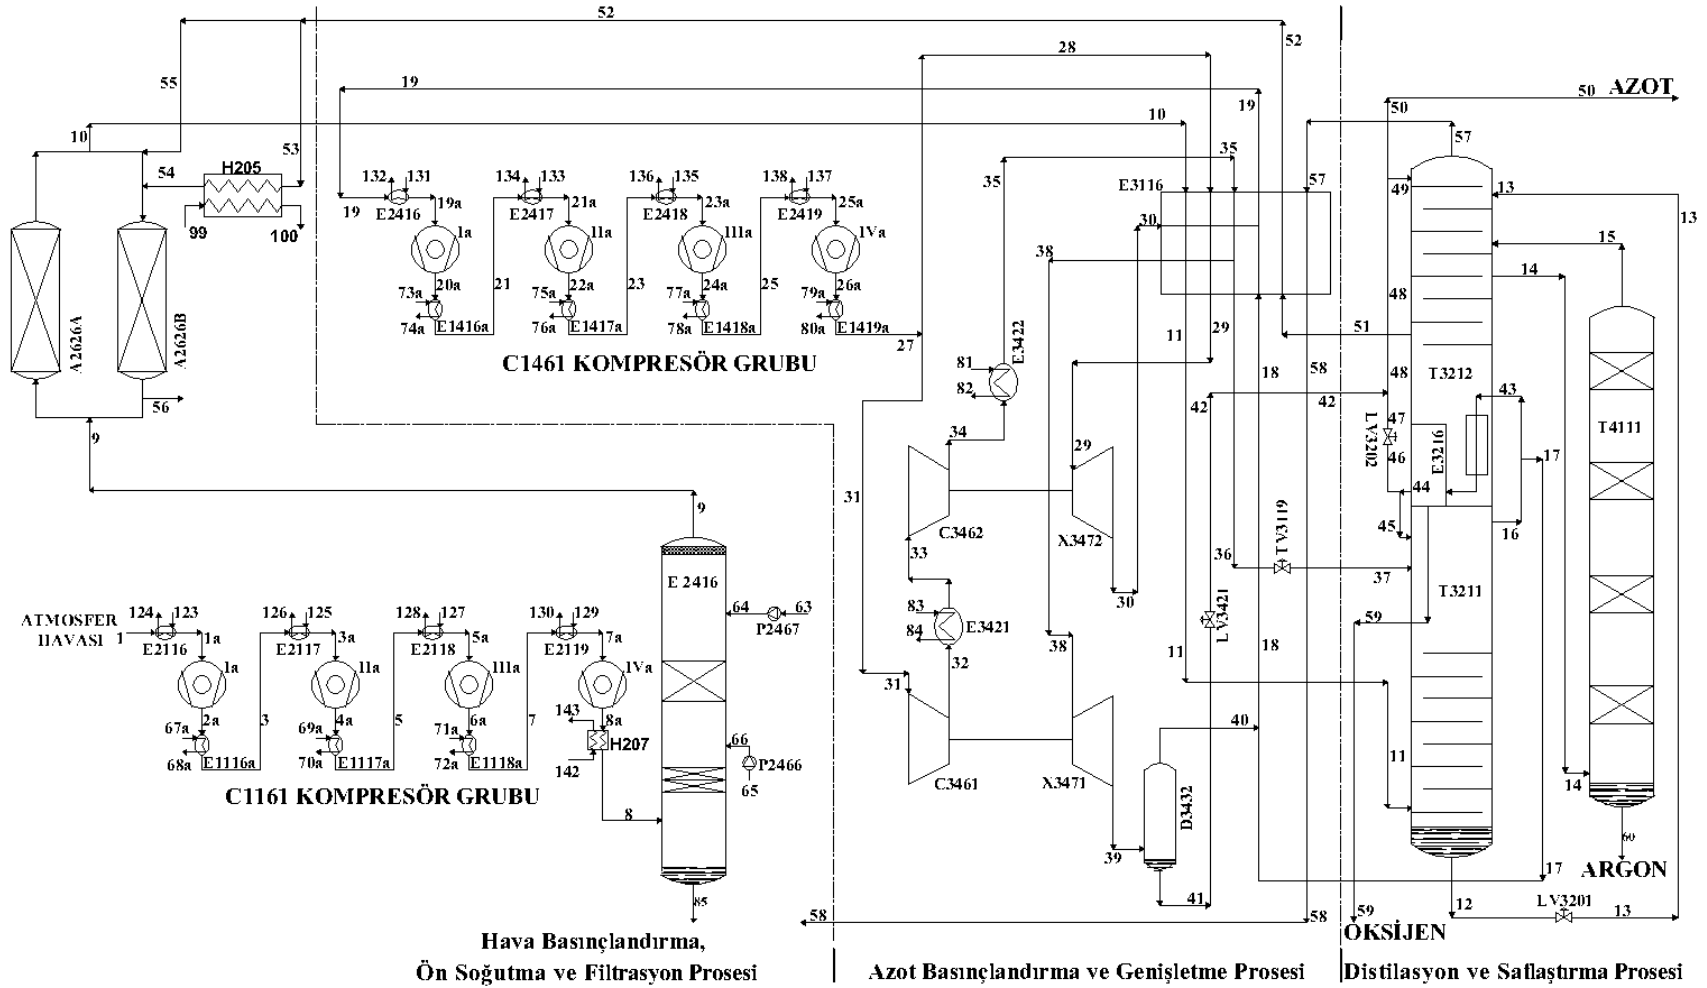 52
28
19
10
55
53
54
H205
99
100
A2626A
A2626B
56
9
52
50
50 AZOT
57
19
35
35
E3116
57
49
13
13
132 131
134 133
136 135
138 137
19 E2416 19a
E2417 21a
E2418 23a
E2419 25a
1a
11a
111a
1Va
20a
22a
24a
26a
73a
75a
77a
79a
74a E1416a
76a E1417a
78a E1418a
80a E1419a
21
23
25
27
C1461 KOMPRESÖR GRUBU
10
30
38
11
29
58
18
15
14
48
51
48
T3212
43
47
LV3202
46
E3216
44
45
17
16
T4111
E3422
81
82
42
42
34
31
29
C3462
X3472
33
30
36
TV3119
37
T3211
59
83
84
E3421
LV3421
32
38
11
18
31
C3461
X3471
40
D3432
39
41
11
14
60
ARGON
17
12
LV3201
13
59
OKSİJEN
58
58
9
E 2416
64
63
P2467
66
P2466
65
85
ATMOSFER
HAVASI 1
124 123
126 125
128 127
130 129
E2116 1a
E2117 3a
E2118 5a
E2119 7a
1a
11a
111a
1Va
2a
4a
6a
8a
67a
69a
71a
143
68a E1116a
70a E1117a
72a E1118a
H207
142
3
5
7
8
C1161 KOMPRESÖR GRUBU
Hava Basınçlandırma,
Ön Soğutma ve Filtrasyon Prosesi
Azot Basınçlandırma ve Genişletme Prosesi
Distilasyon ve Saflaştırma Prosesi